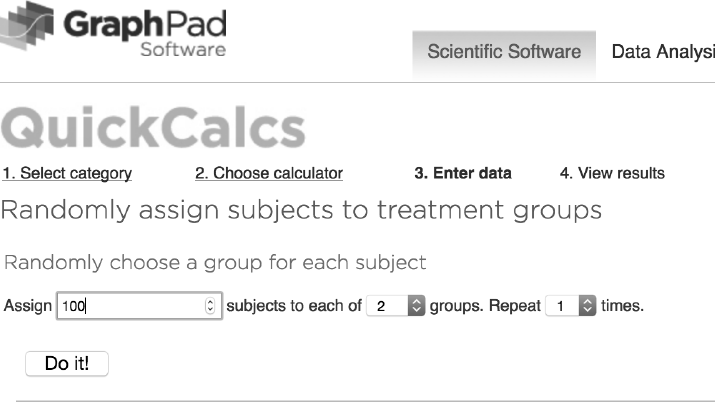 GraphPad
Software
Scientific Software Data Analysi
QuickCalcs
1. Select category 2. Choose calculator 3. Enter data 4. View results
Randomly assign subjects to treatment groups
Randomly choose a group for each subject
Assign 100 subjects to each of 2 groups. Repeat 1 times.
Do it!